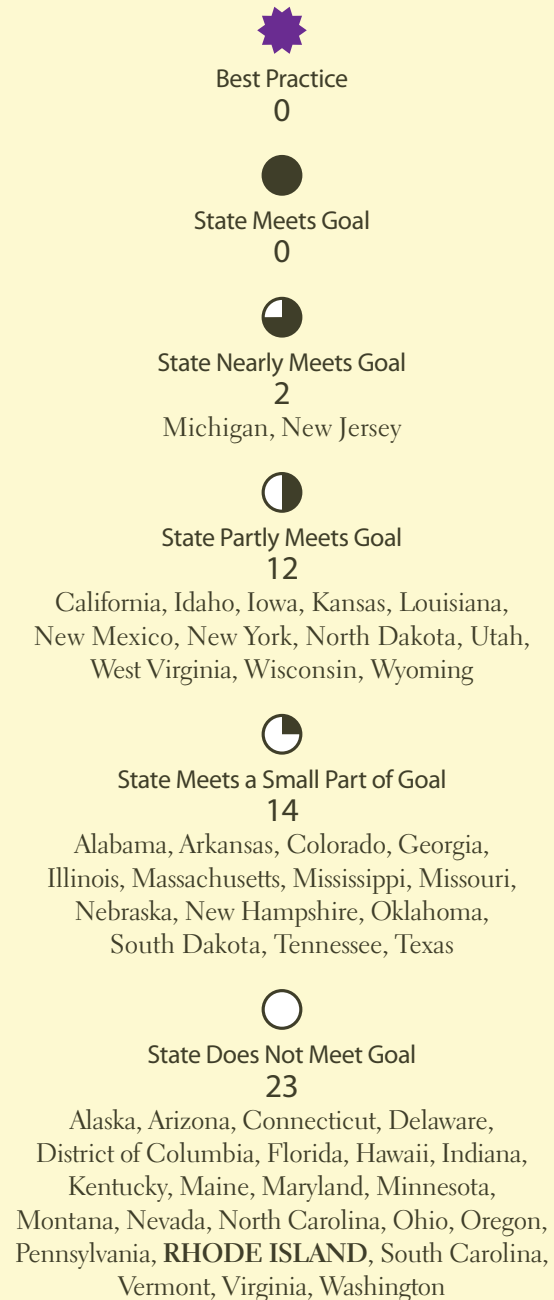 Best Practice
0
State Meets Goal
0
State Nearly Meets Goal
2
Michigan, New Jersey
State Partly Meets Goal
12
California, Idaho, Iowa, Kansas, Louisiana,
New Mexico, New York, North Dakota, Utah,
West Virginia, Wisconsin, Wyoming
State Meets a Small Part of Goal
14
Alabama, Arkansas, Colorado, Georgia,
Illinois, Massachusetts, Mississippi, Missouri,
Nebraska, New Hampshire, Oklahoma,
South Dakota, Tennessee, Texas
State Does Not Meet Goal
23
Alaska, Arizona, Connecticut, Delaware,
District of Columbia, Florida, Hawaii, Indiana,
Kentucky, Maine, Maryland, Minnesota,
Montana, Nevada, North Carolina, Ohio, Oregon,
Pennsylvania, RHODE ISLAND, South Carolina,
Vermont, Virginia, Washington